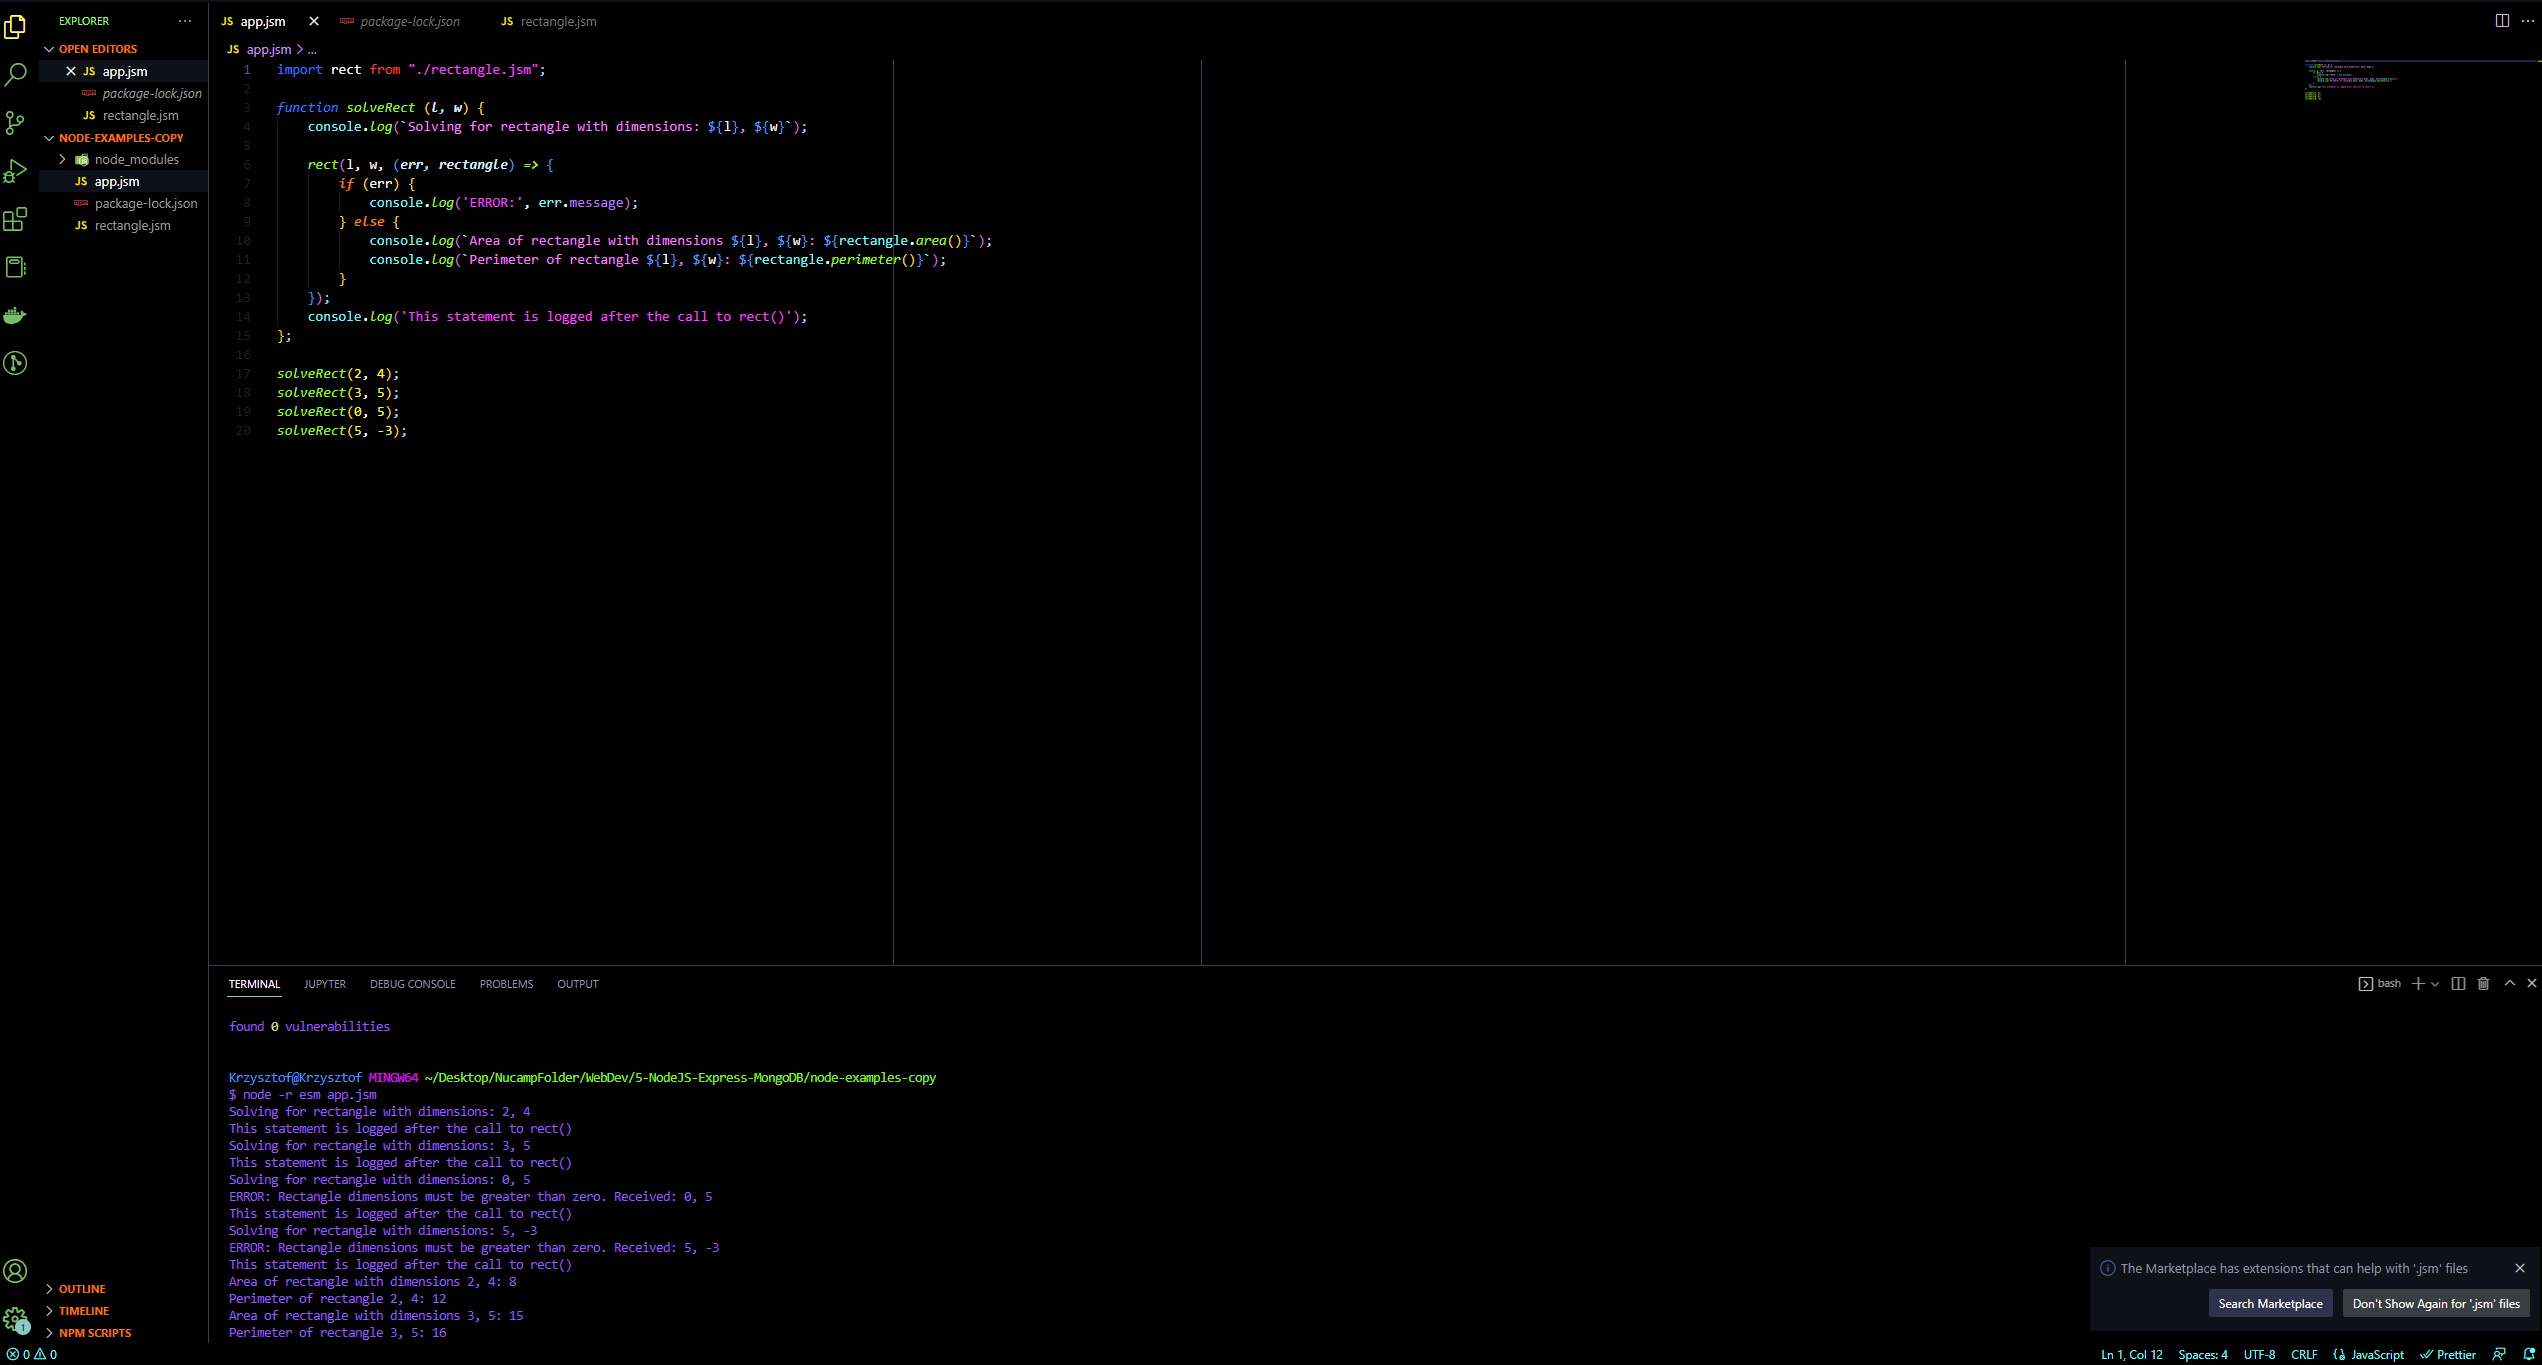 EXPLORER
OPEN EDITORS
JS app.jsm
package-lock.json
JS rectangle.jsm
NODE-EXAMPLES-COPY
node_modules
JS app.jsm
package-lock.json
JS rectangle.jsm
OUTLINE
TIMELINE
NPM SCRIPTS
JS app.jsm package-lock.json JS rectangle.jsm
JS app.jsm > ...
1 import rect from "./rectangle.jsm";
2
3 function solveRect (l, w) {
4     console.log(`Solving for rectangle with dimensions: ${l}, ${w}`);
5
6     rect(l, w, (err, rectangle) => {
7         if (err) {
8             console.log('ERROR:', err.message);
9         } else {
10             console.log(`Area of rectangle with dimensions ${l}, ${w}: ${rectangle.area()}`);
11             console.log(`Perimeter of rectangle ${l}, ${w}: ${rectangle.perimeter()}`);
12         }
13     });
14     console.log('This statement is logged after the call to rect()');
15 };
16
17 solveRect(2, 4);
18 solveRect(3, 5);
19 solveRect(0, 5);
20 solveRect(5, -3);
TERMINAL JUPYTER DEBUG CONSOLE PROBLEMS OUTPUT
bash
found 0 vulnerabilities
Krzysztof@Krzysztof MINGW64 ~/Desktop/NucampFolder/WebDev/5-NodeJS-Express-MongoDB/node-examples-copy
$ node -r esm app.jsm
Solving for rectangle with dimensions: 2, 4
This statement is logged after the call to rect()
Solving for rectangle with dimensions: 3, 5
This statement is logged after the call to rect()
Solving for rectangle with dimensions: 0, 5
ERROR: Rectangle dimensions must be greater than zero. Received: 0, 5
This statement is logged after the call to rect()
Solving for rectangle with dimensions: 5, -3
ERROR: Rectangle dimensions must be greater than zero. Received: 5, -3
This statement is logged after the call to rect()
Area of rectangle with dimensions 2, 4: 8
Perimeter of rectangle 2, 4: 12
Area of rectangle with dimensions 3, 5: 15
Perimeter of rectangle 3, 5: 16
The Marketplace has extensions that can help with '.jsm' files
Search Marketplace
Don't Show Again for '.jsm' files
1
0 0
Ln 1, Col 12 Spaces: 4 UTF-8 CRLF JavaScript Prettier